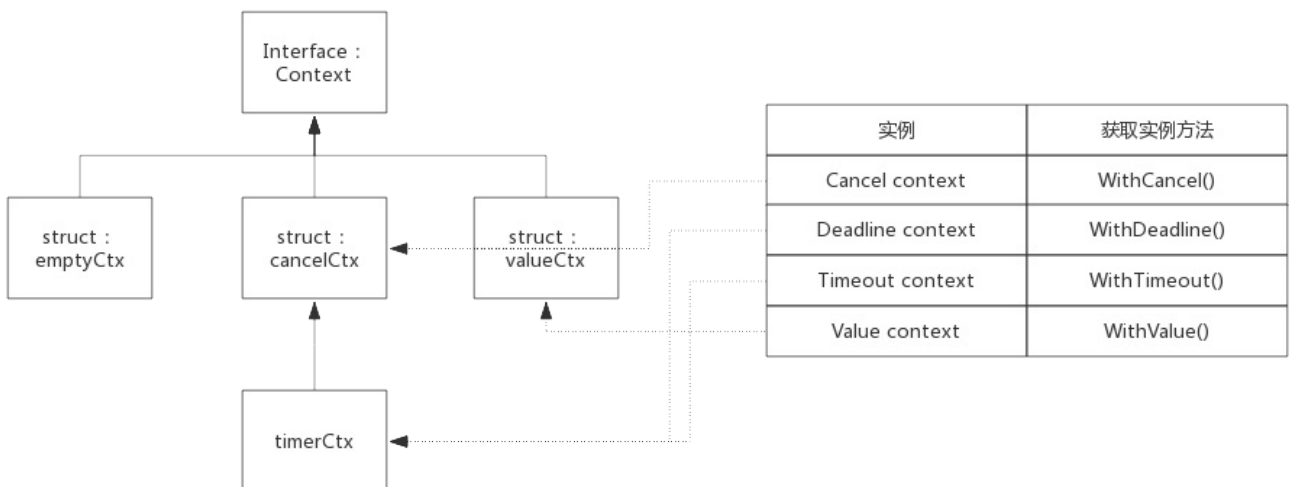 Interface：
Context
struct：
emptyCtx
struct：
cancelCtx
struct：
valueCtx
timerCtx
实例 获取实例方法
Cancel context WithCancel()
Deadline context WithDeadline()
Timeout context WithTimeout()
Value context WithValue()